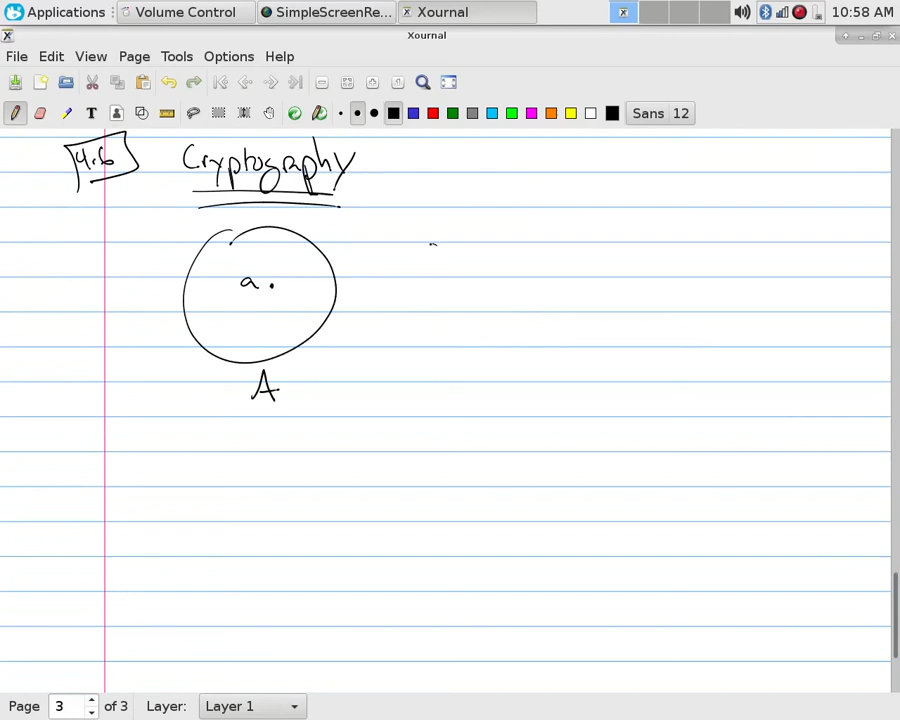 Applications Volume Control SimpleScreenRe... Xournal 10:58 AM
Xournal
File Edit View Page Tools Options Help
T Sans 12
4.6 Cryptography
a.
A
Page 3 of 3 Layer: Layer 1